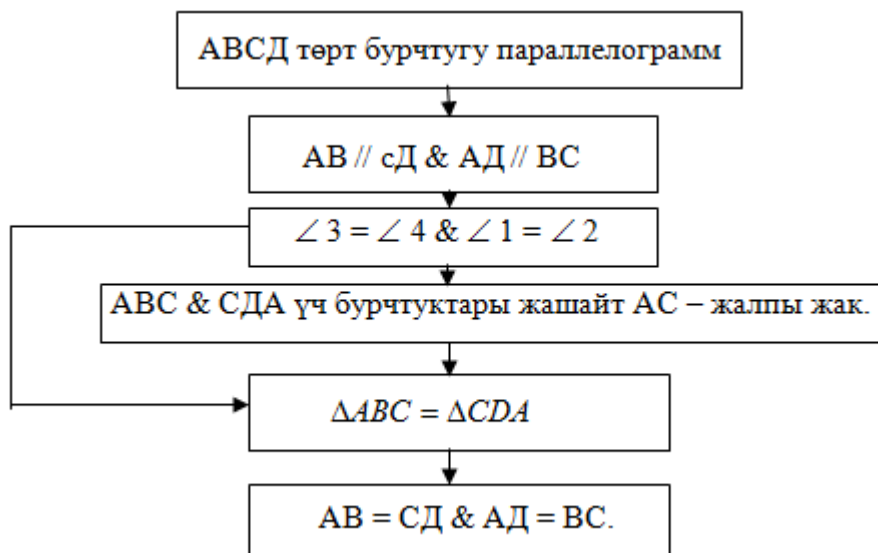 АВСД төрт бурчтугу параллелограмм
АВ // сД & АД // ВС
∠ 3 = ∠ 4 & ∠ 1 = ∠ 2
АВС & СДА үч бурчтуктары жашайт АС – жалпы жак.
ΔABC = ΔCDA
АВ = СД & АД = ВС.